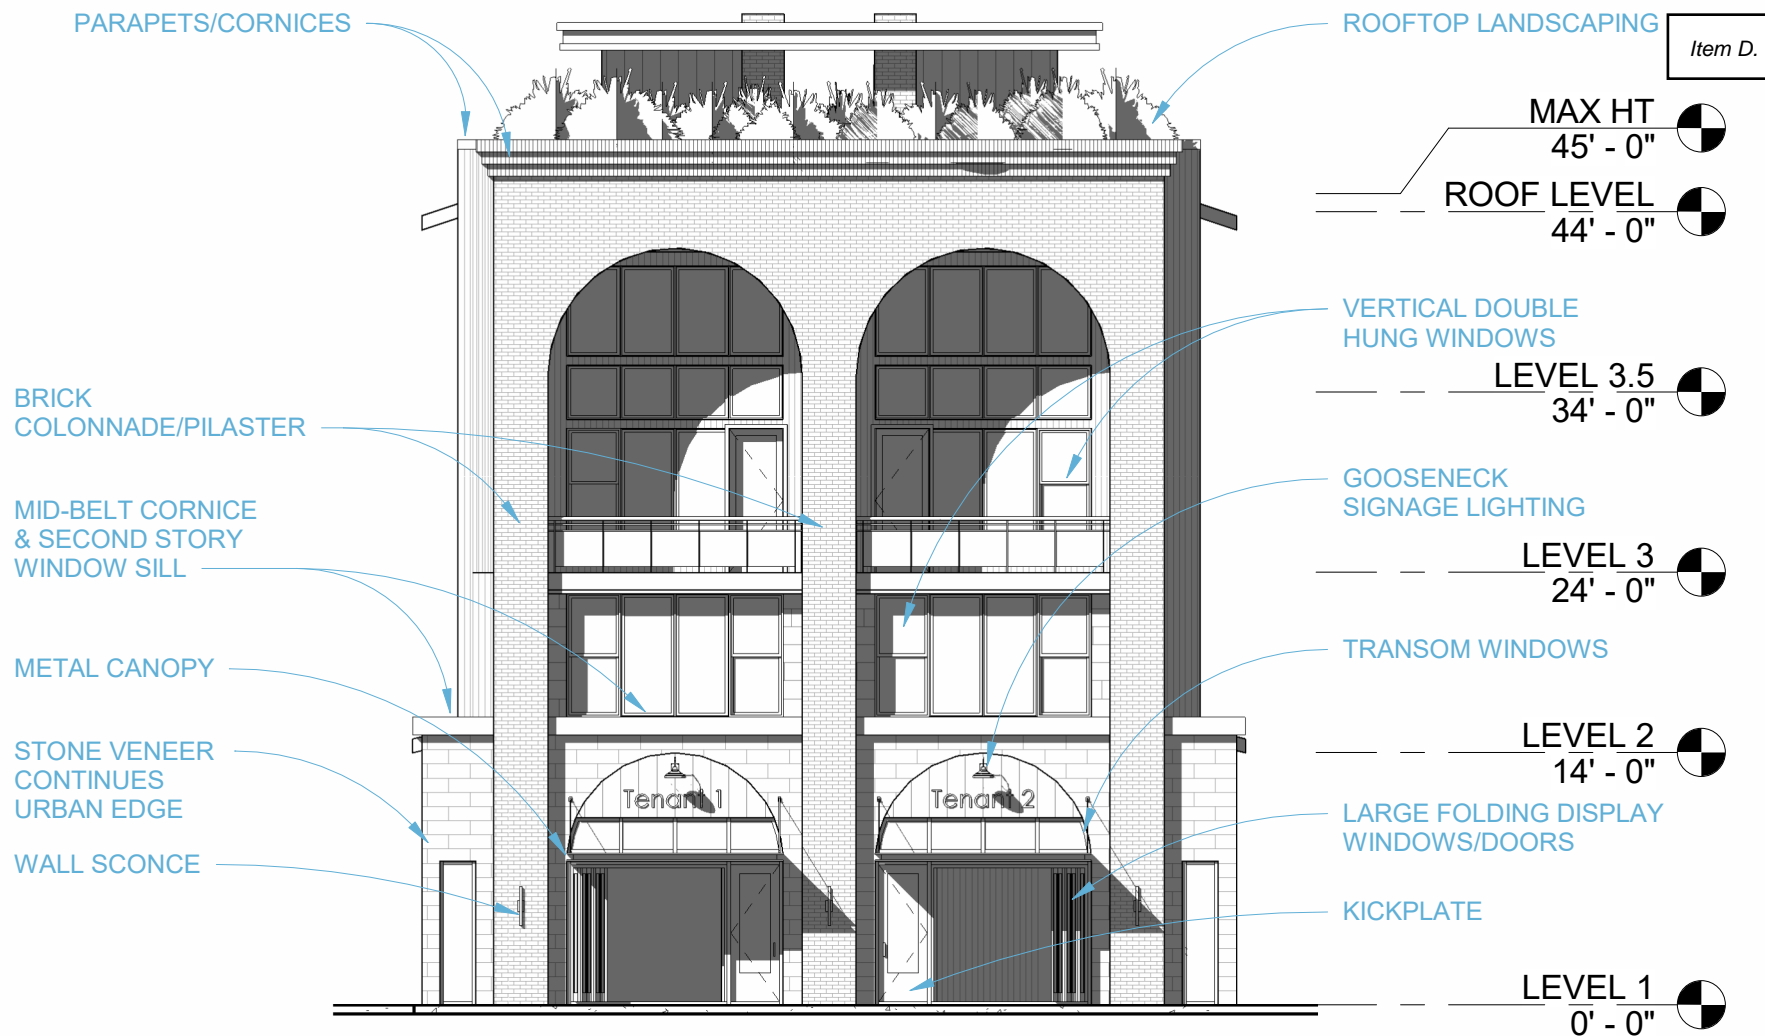 PARAPETS/CORNICES
ROOFTOP LANDSCAPING
Item D.
MAX HT
45' - 0"
ROOF LEVEL
44' - 0"
VERTICAL DOUBLE
HUNG WINDOWS
LEVEL 3.5
34' - 0"
BRICK
COLONNADE/PILASTER
GOOSENECK
SIGNAGE LIGHTING
MID-BELT CORNICE
& SECOND STORY
WINDOW SILL
LEVEL 3
24' - 0"
METAL CANOPY
TRANSOM WINDOWS
STONE VENEER
CONTINUES
URBAN EDGE
LEVEL 2
14' - 0"
Tenant 1
Tenant 2
LARGE FOLDING DISPLAY
WINDOWS/DOORS
WALL SCONCE
KICKPLATE
LEVEL 1
0' - 0"